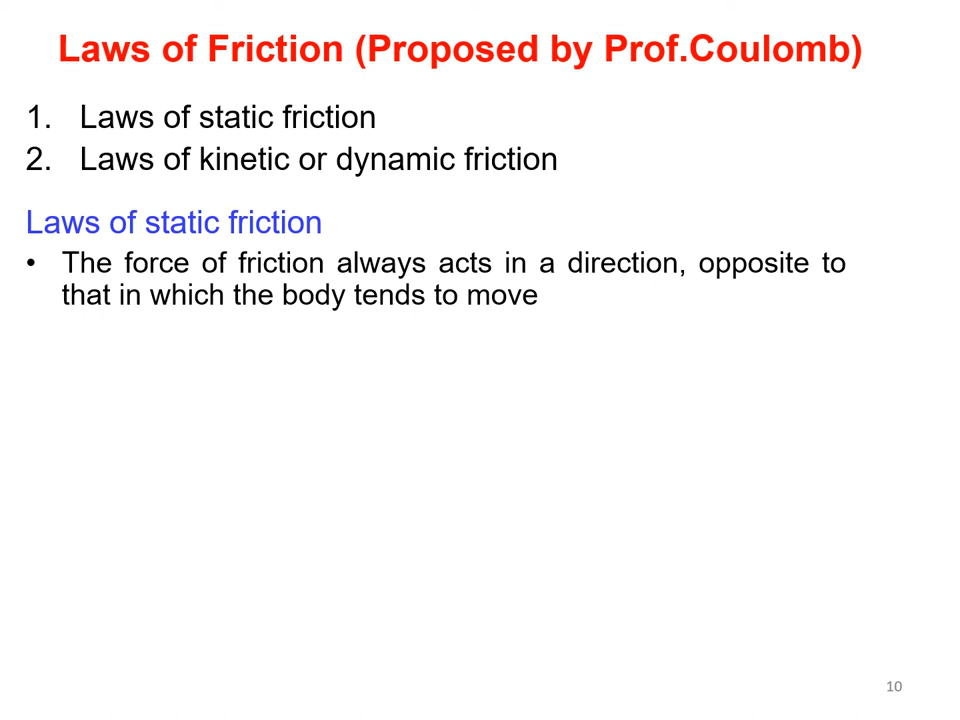 Laws of Friction (Proposed by Prof.Coulomb)
1. Laws of static friction
2. Laws of kinetic or dynamic friction
Laws of static friction
• The force of friction always acts in a direction, opposite to
that in which the body tends to move
10